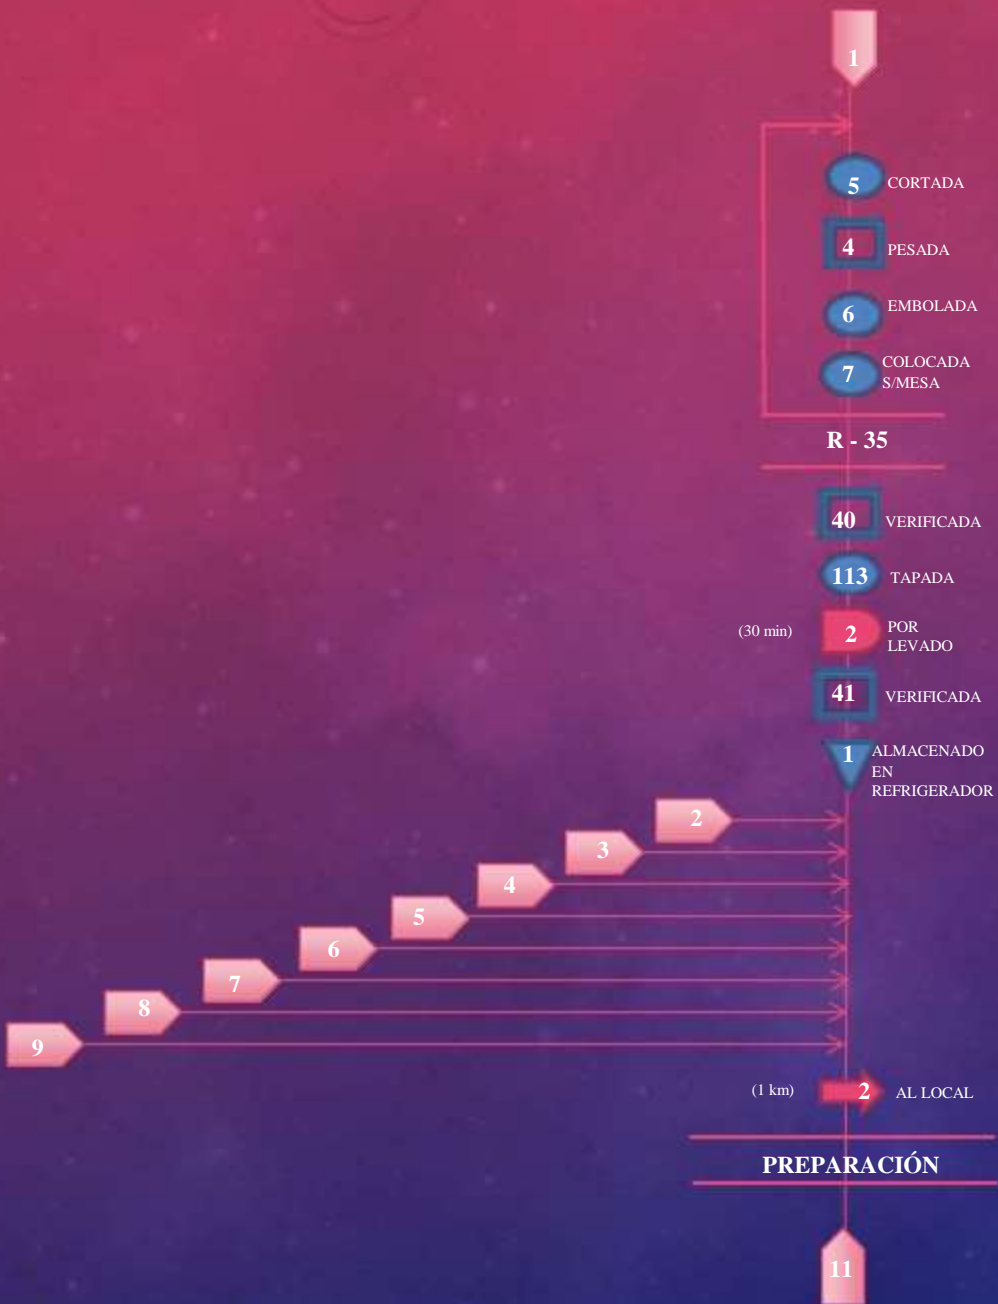 1
5 CORTADA
4 PESADA
6 EMBOLADA
7 COLOCADA
S/MESA
R - 35
40 VERIFICADA
113 TAPADA
(30 min) 2 POR
LEVADO
41 VERIFICADA
1 ALMACENADO
EN
REFRIGERADOR
2
3
4
5
6
7
8
9
(1 km) 2 AL LOCAL
PREPARACIÓN
11